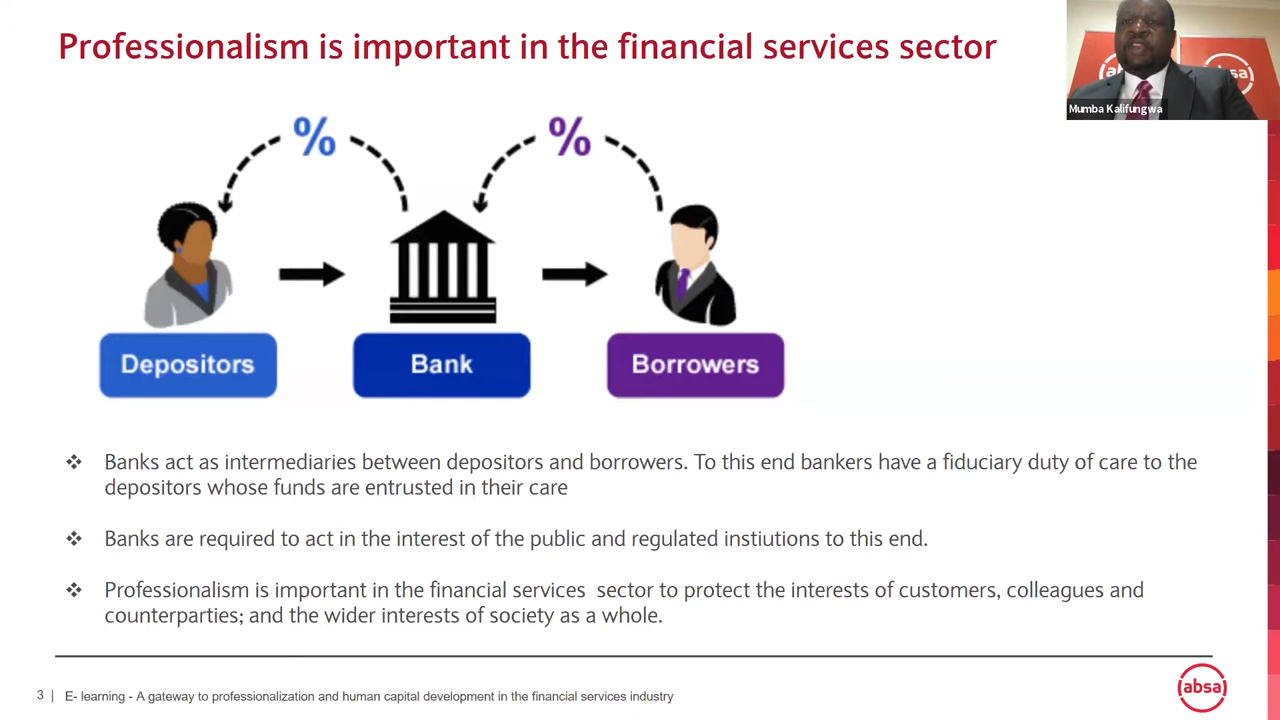 Professionalism is important in the financial services sector
absa
absa
Mumba Kalifungwa
%
%
Depositors
Bank
Borrowers
❖ Banks act as intermediaries between depositors and borrowers. To this end bankers have a fiduciary duty of care to the
depositors whose funds are entrusted in their care
❖ Banks are required to act in the interest of the public and regulated instiutions to this end.
❖ Professionalism is important in the financial services sector to protect the interests of customers, colleagues and
counterparties; and the wider interests of society as a whole.
3 | E- learning - A gateway to professionalization and human capital development in the financial services industry
absa